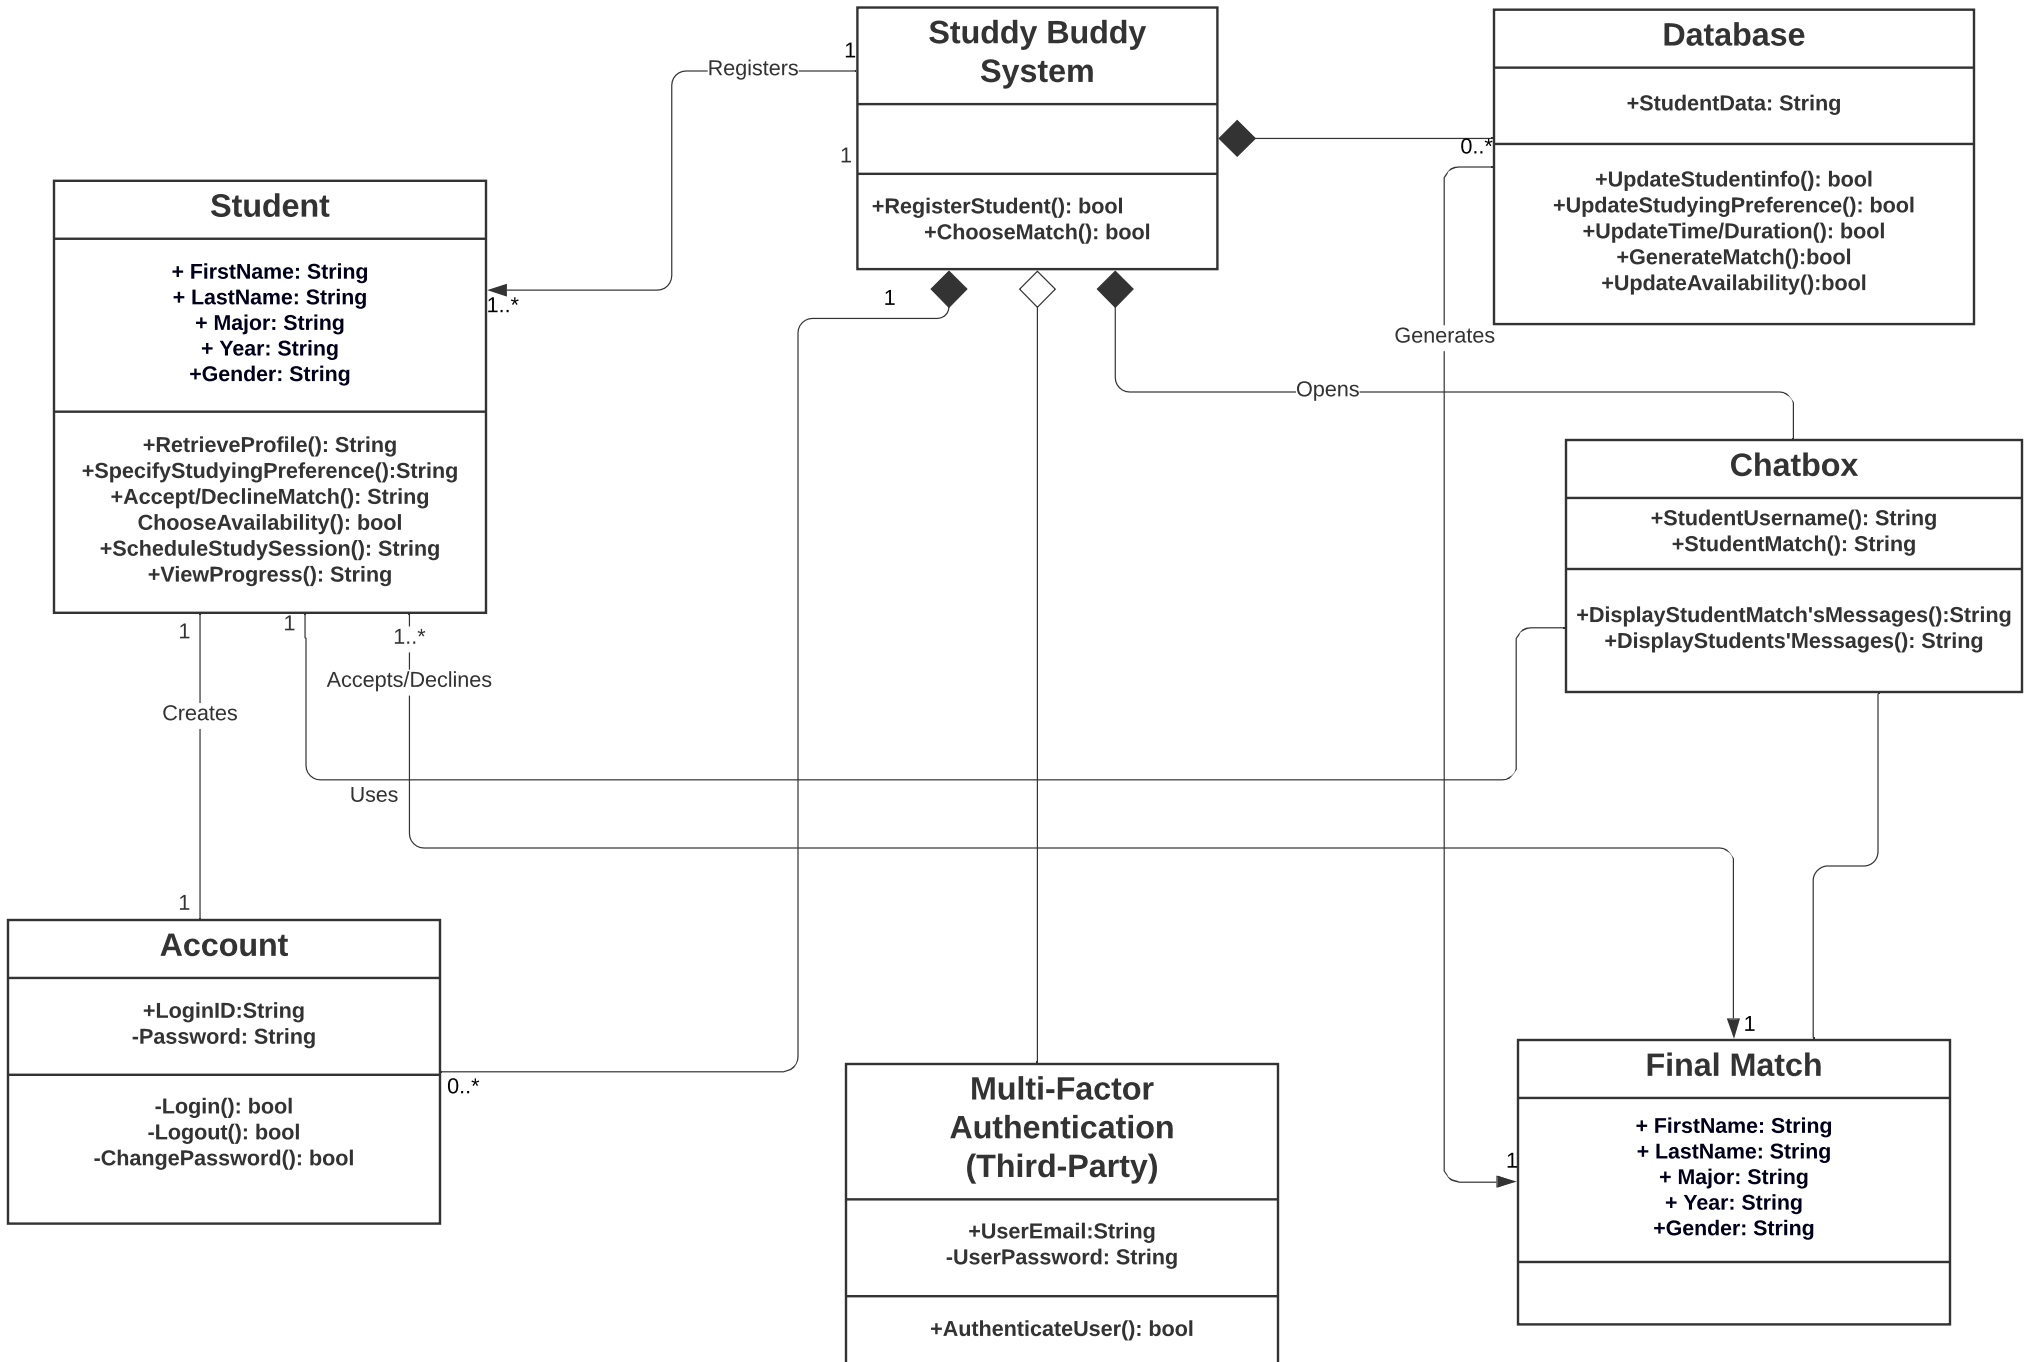 Studdy Buddy
System
+RegisterStudent(): bool
+ChooseMatch(): bool
Database
+StudentData: String
+UpdateStudentinfo(): bool
+UpdateStudyingPreference(): bool
+UpdateTime/Duration(): bool
+GenerateMatch():bool
+UpdateAvailability():bool
1
Registers
1
0..*
Student
+ FirstName: String
+ LastName: String
+ Major: String
+ Year: String
+Gender: String
+RetrieveProfile(): String
+SpecifyStudyingPreference():String
+Accept/DeclineMatch(): String
ChooseAvailability(): bool
+ScheduleStudySession(): String
+ViewProgress(): String
1..*
1
Generates
Opens
Chatbox
+StudentUsername(): String
+StudentMatch(): String
+DisplayStudentMatch'sMessages():String
+DisplayStudents'Messages(): String
1
1
1..*
Accepts/Declines
Creates
Uses
1
Account
+LoginID:String
-Password: String
-Login(): bool
-Logout(): bool
-ChangePassword(): bool
0..*
Multi-Factor
Authentication
(Third-Party)
+UserEmail:String
-UserPassword: String
+AuthenticateUser(): bool
1
1
Final Match
+ FirstName: String
+ LastName: String
+ Major: String
+ Year: String
+Gender: String